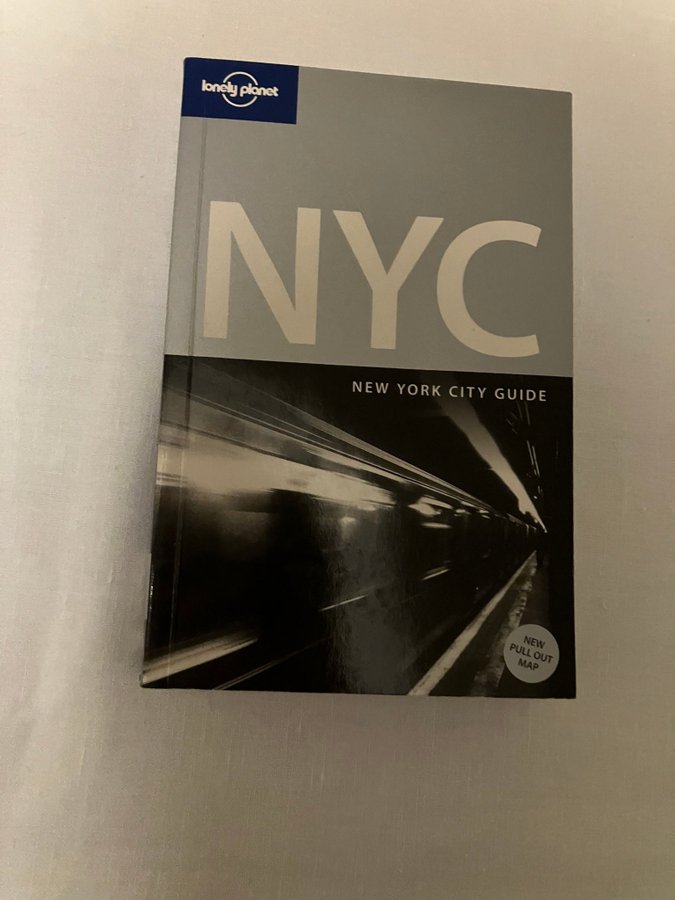 lonely planet
NYC
NEW YORK CITY GUIDE
NEW
PULL OUT
MAP